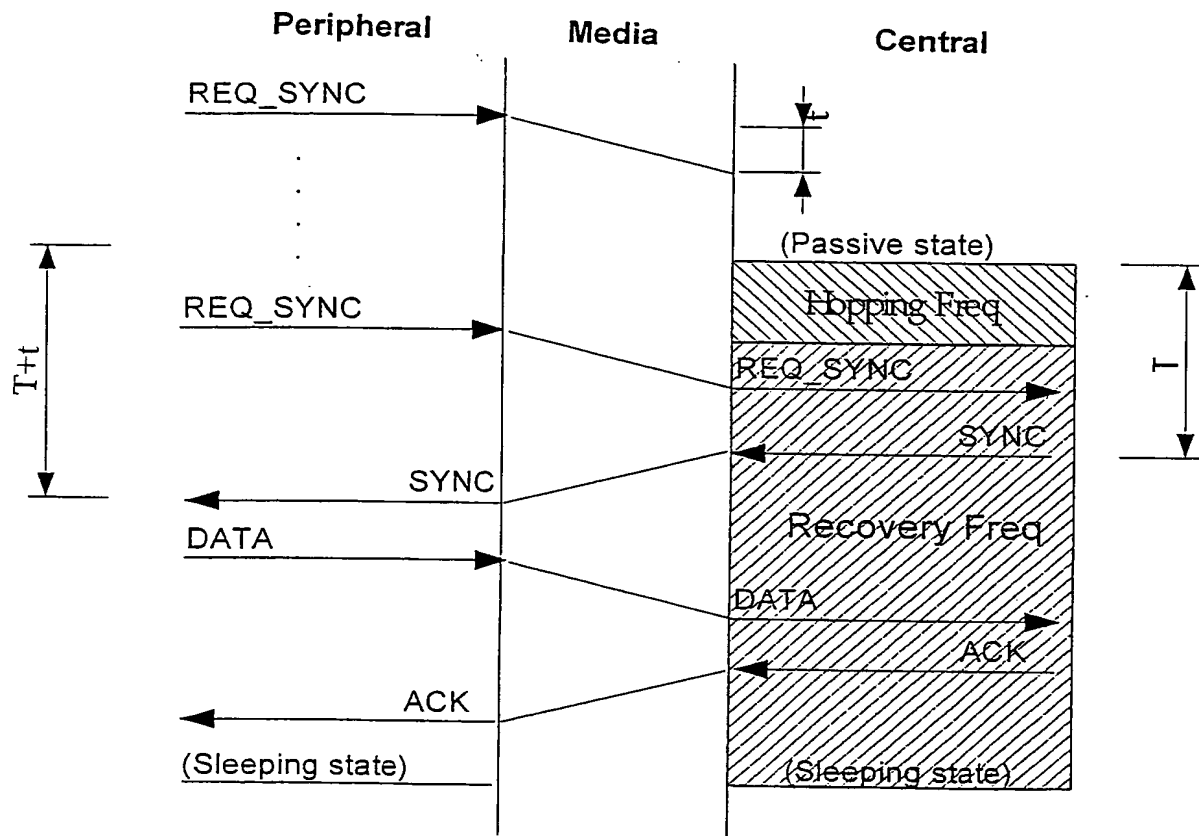 Peripheral Media Central
REQ_SYNC
t
(Passive state)
Hopping Freq
REQ_SYNC
T+t
T
REQ_SYNC
SYNC
SYNC
Recovery Freq
DATA
DATA
ACK
ACK
(Sleeping state)
(Sleeping state)